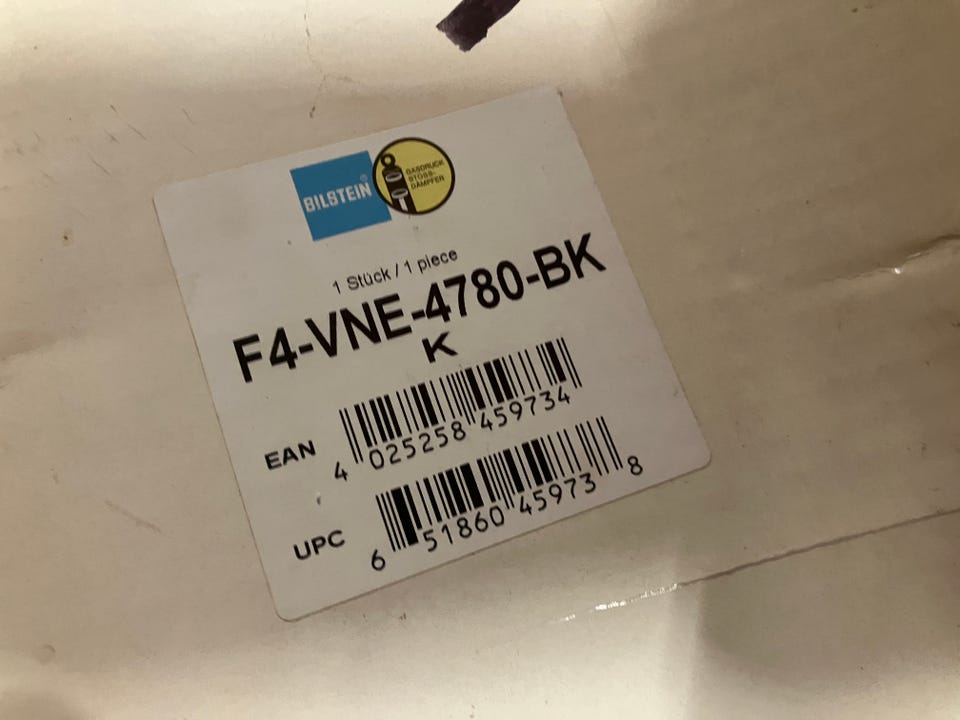 BILSTEIN®
GASDRUCK
STOSS-
DÄMPFER
1 Stück / 1 piece
F4-VNE-4780-BK
K
EAN
4 025258 459734
UPC
6 51860 45973 8